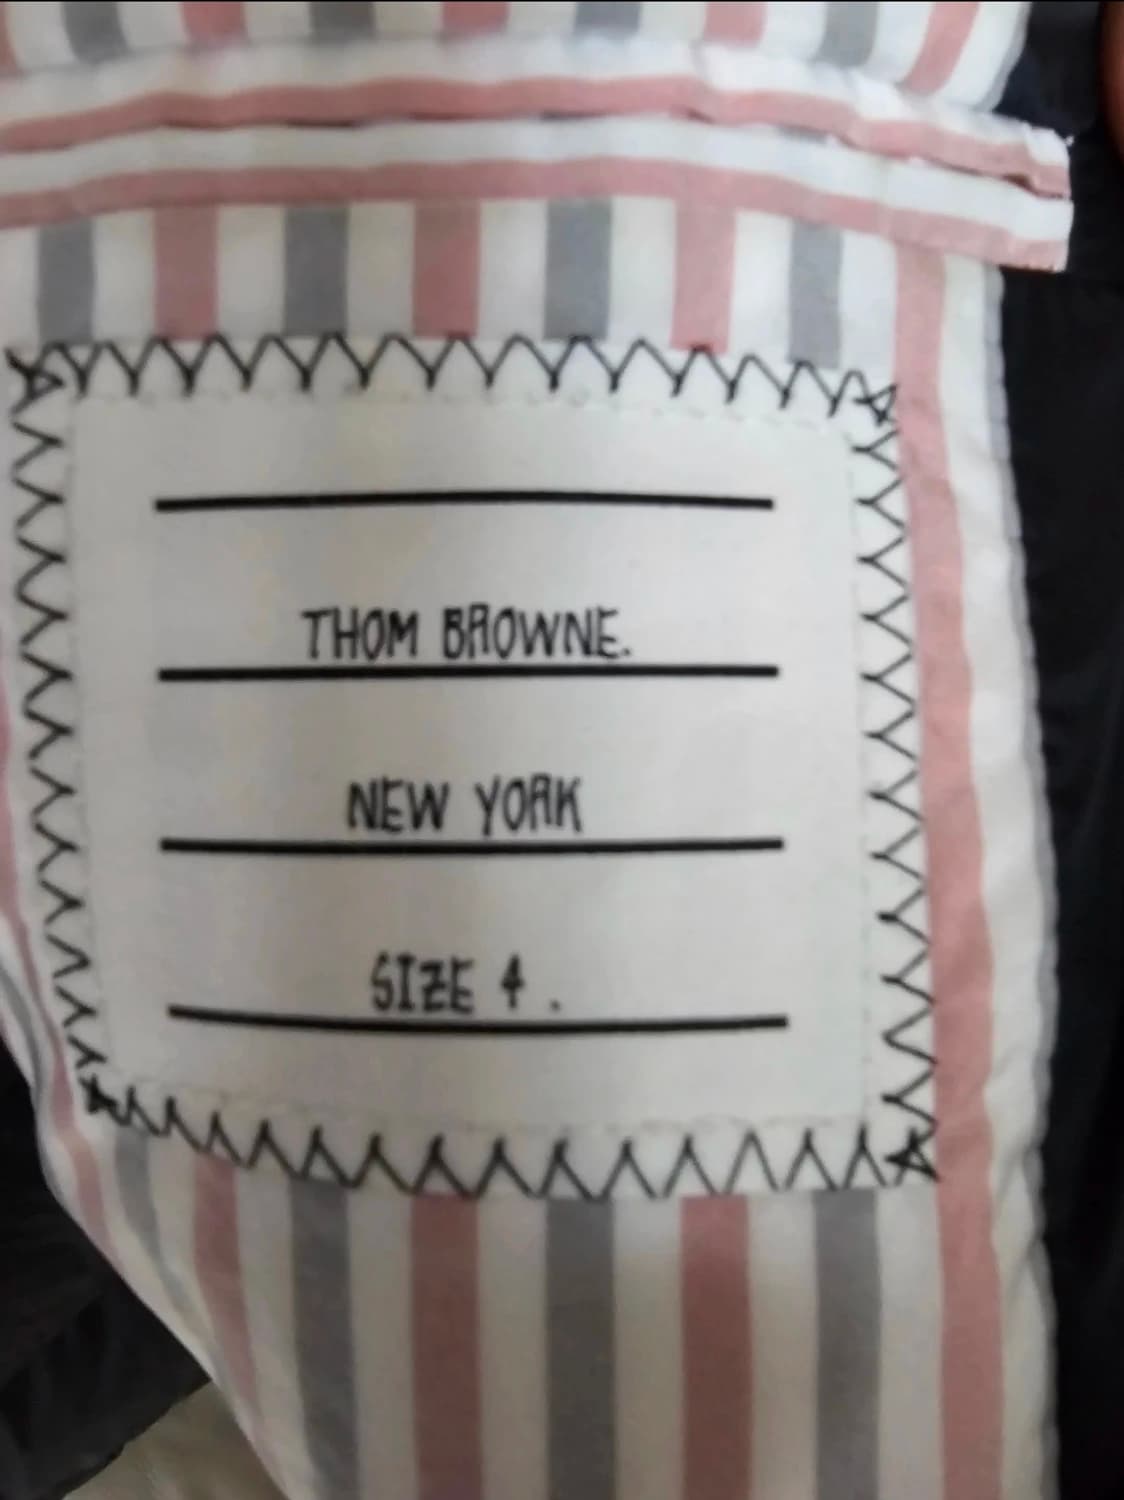 THOM BROWNE.
NEW YORK
SIZE 4 .